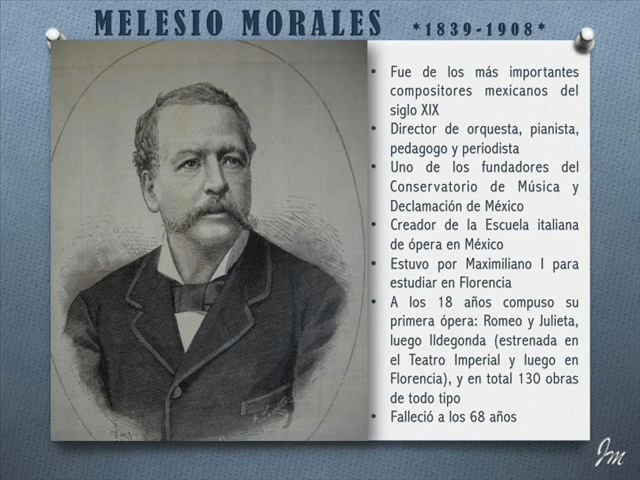 MELESIO MORALES *1839-1908*
• Fue de los más importantes
compositores mexicanos del
siglo XIX
• Director de orquesta, pianista,
pedagogo y periodista
• Uno de los fundadores del
Conservatorio de Música y
Declamación de México
• Creador de la Escuela italiana
de ópera en México
• Estuvo por Maximiliano I para
estudiar en Florencia
• A los 18 años compuso su
primera ópera: Romeo y Julieta,
luego Ildegonda (estrenada en
el Teatro Imperial y luego en
Florencia), y en total 130 obras
de todo tipo
• Falleció a los 68 años
Jm